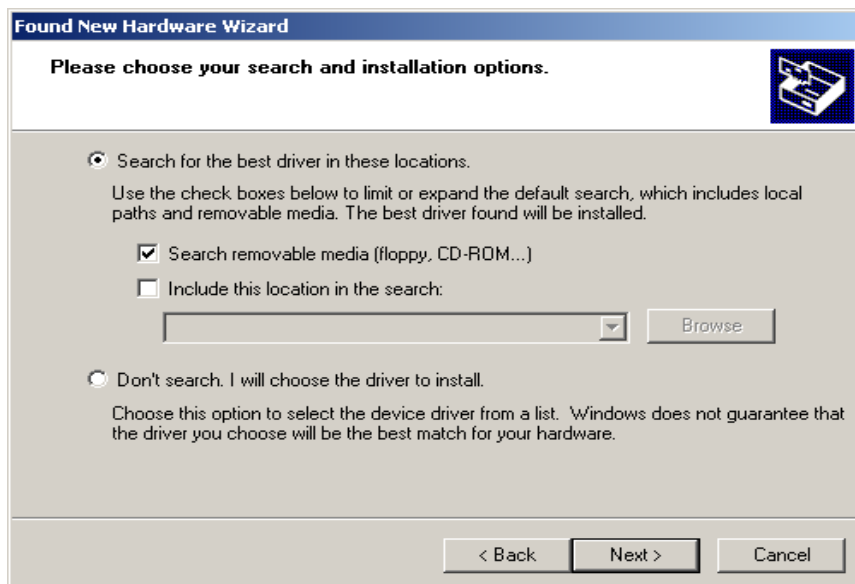 Found New Hardware Wizard
Please choose your search and installation options.
Search for the best driver in these locations.
Use the check boxes below to limit or expand the default search, which includes local
paths and removable media. The best driver found will be installed.
Search removable media (floppy, CD-ROM...)
Include this location in the search:
Browse
Don't search. I will choose the driver to install.
Choose this option to select the device driver from a list.  Windows does not guarantee that
the driver you choose will be the best match for your hardware.
< Back Next > Cancel